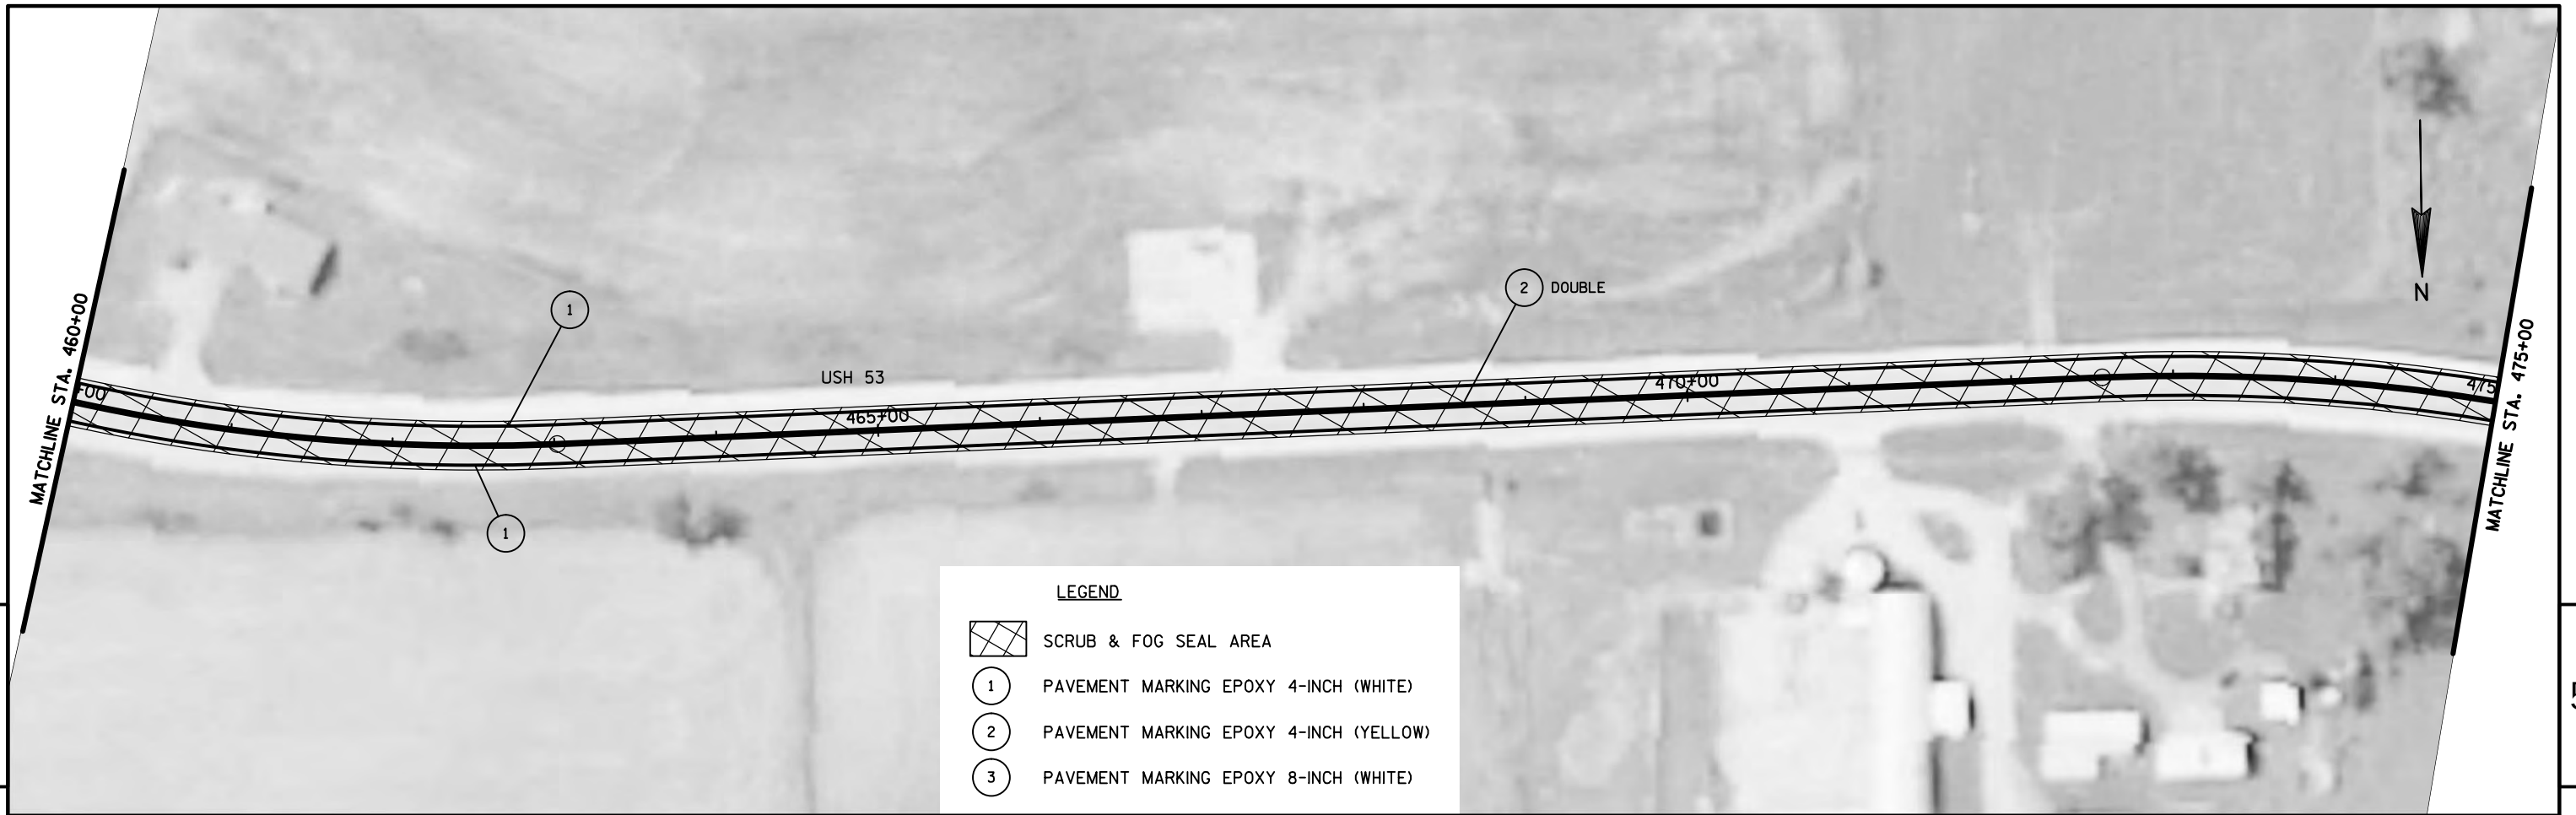 MATCHLINE STA. 460+00
+00
1
1
USH 53
465+00
2 DOUBLE
470+00
475
N
MATCHLINE STA. 475+00
LEGEND
SCRUB & FOG SEAL AREA
1 PAVEMENT MARKING EPOXY 4-INCH (WHITE)
2 PAVEMENT MARKING EPOXY 4-INCH (YELLOW)
3 PAVEMENT MARKING EPOXY 8-INCH (WHITE)